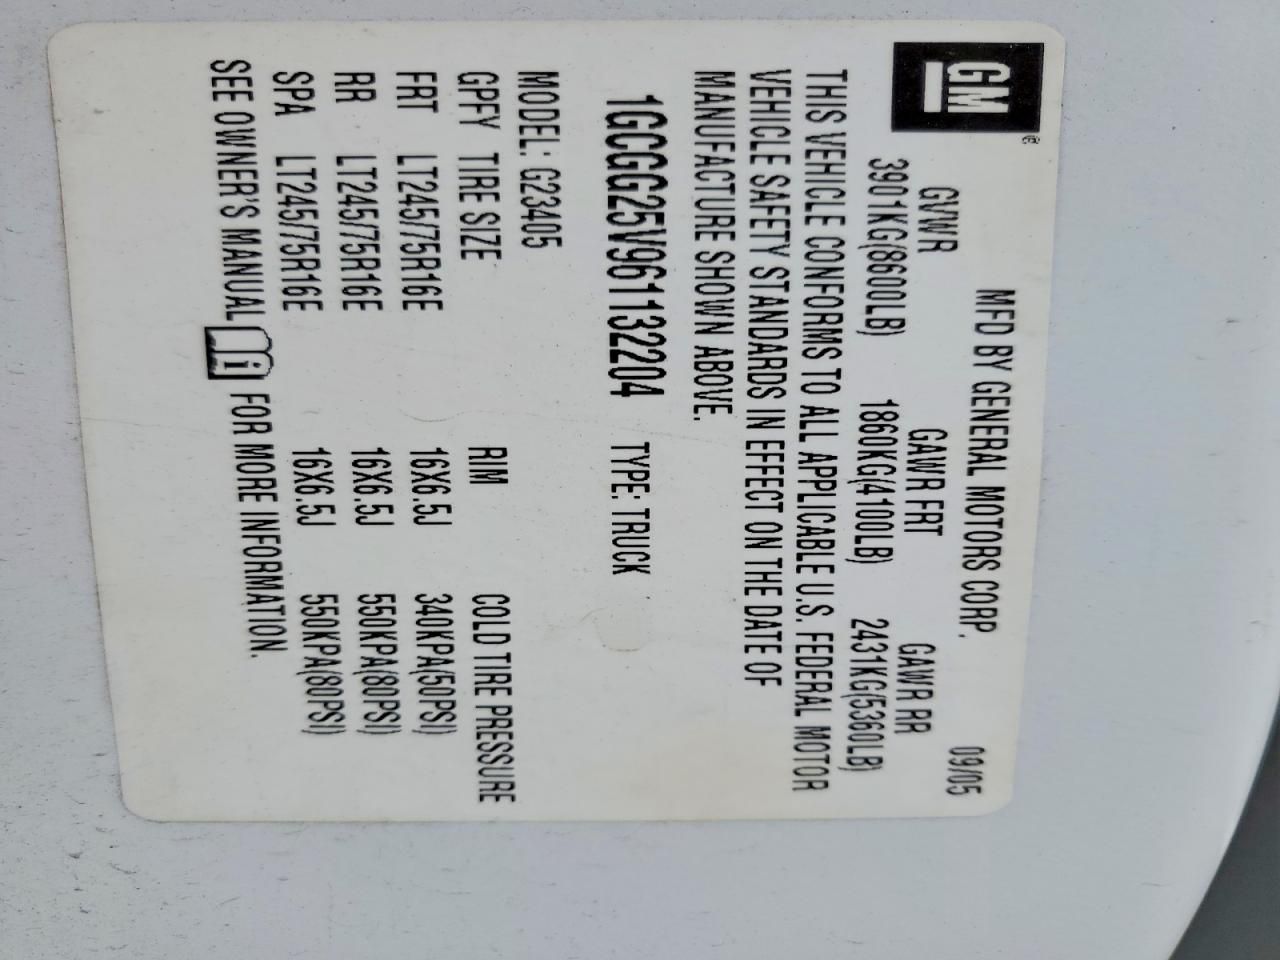 GM
MFD BY GENERAL MOTORS CORP. 09/05
GVWR GAWR FRT GAWR RR
3901KG(8600LB) 1860KG(4100LB) 2431KG(5360LB)
THIS VEHICLE CONFORMS TO ALL APPLICABLE U.S. FEDERAL MOTOR
VEHICLE SAFETY STANDARDS IN EFFECT ON THE DATE OF
MANUFACTURE SHOWN ABOVE.
1GCGG25V961132204 TYPE: TRUCK
MODEL: G23405
GPFY TIRE SIZE RIM COLD TIRE PRESSURE
FRT LT245/75R16E 16X6.5J 340KPA(50PSI)
RR LT245/75R16E 16X6.5J 550KPA(80PSI)
SPA LT245/75R16E 16X6.5J 550KPA(80PSI)
SEE OWNER'S MANUAL i FOR MORE INFORMATION.